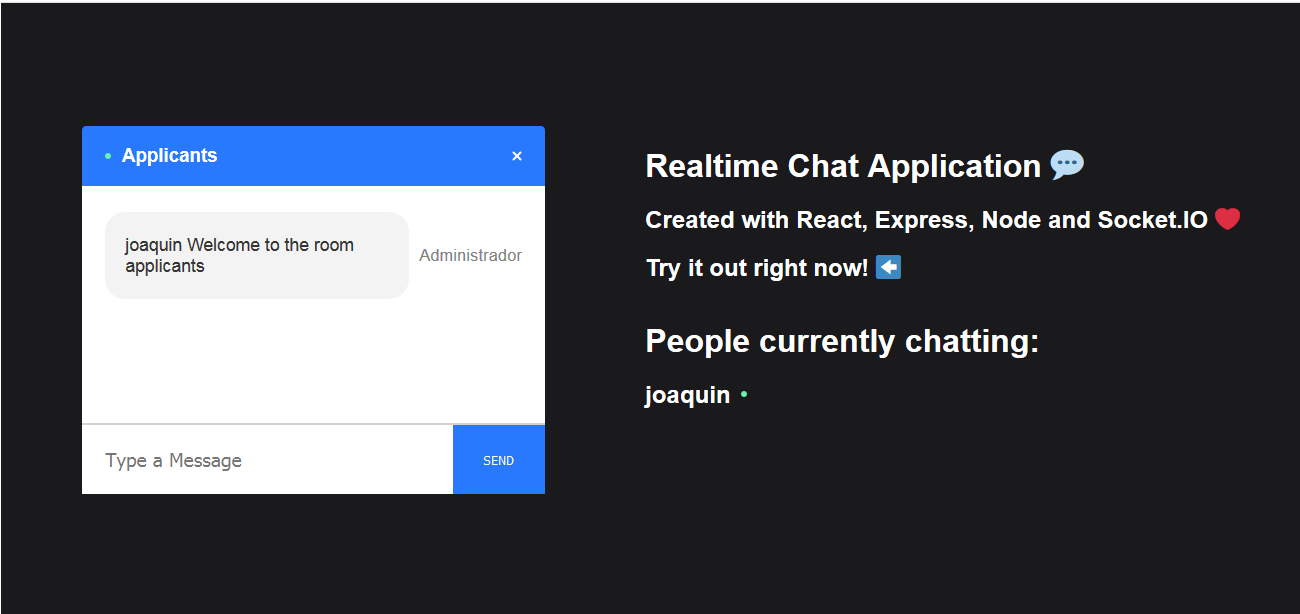 Applicants
×
joaquin Welcome to the room
applicants
Administrador
Type a Message
SEND
Realtime Chat Application 💬
Created with React, Express, Node and Socket.IO ❤️
Try it out right now! ⬅️
People currently chatting:
joaquin